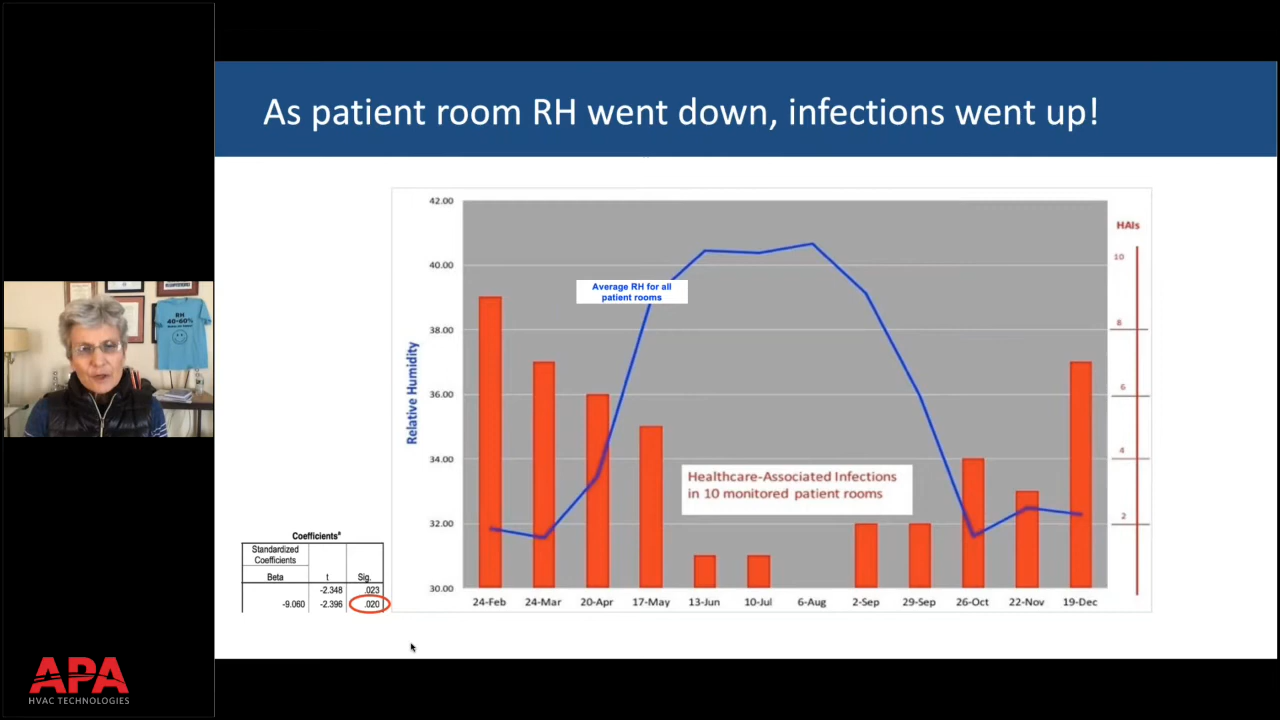 As patient room RH went down, infections went up!
RH
40-60%
42.00
40.00
38.00
36.00
34.00
32.00
30.00
Relative Humidity
Average RH for all
patient rooms
Healthcare-Associated Infections
in 10 monitored patient rooms
HAIs
10
8
6
4
2
24-Feb 24-Mar 20-Apr 17-May 13-Jun 10-Jul 6-Aug 2-Sep 29-Sep 26-Oct 22-Nov 19-Dec
Coefficientsa
Standardized
Coefficients
Beta t Sig.
-2.348 .023
-9.060 -2.396 .020
APA
HVAC TECHNOLOGIES